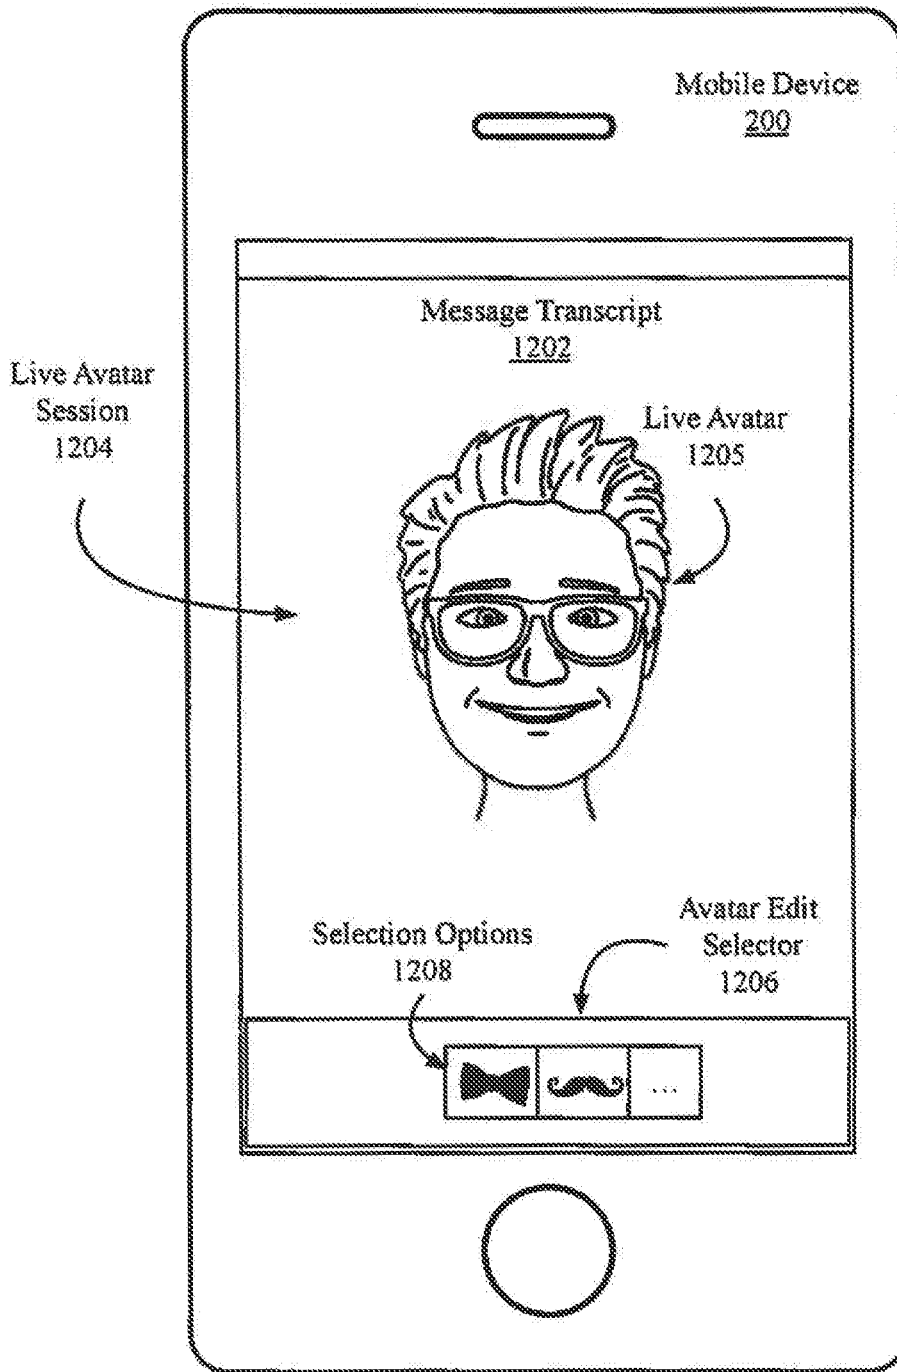 Mobile Device
200
Message Transcript
1202
Live Avatar
Session
1204
Live Avatar
1205
Selection Options
1208
Avatar Edit
Selector
1206
...